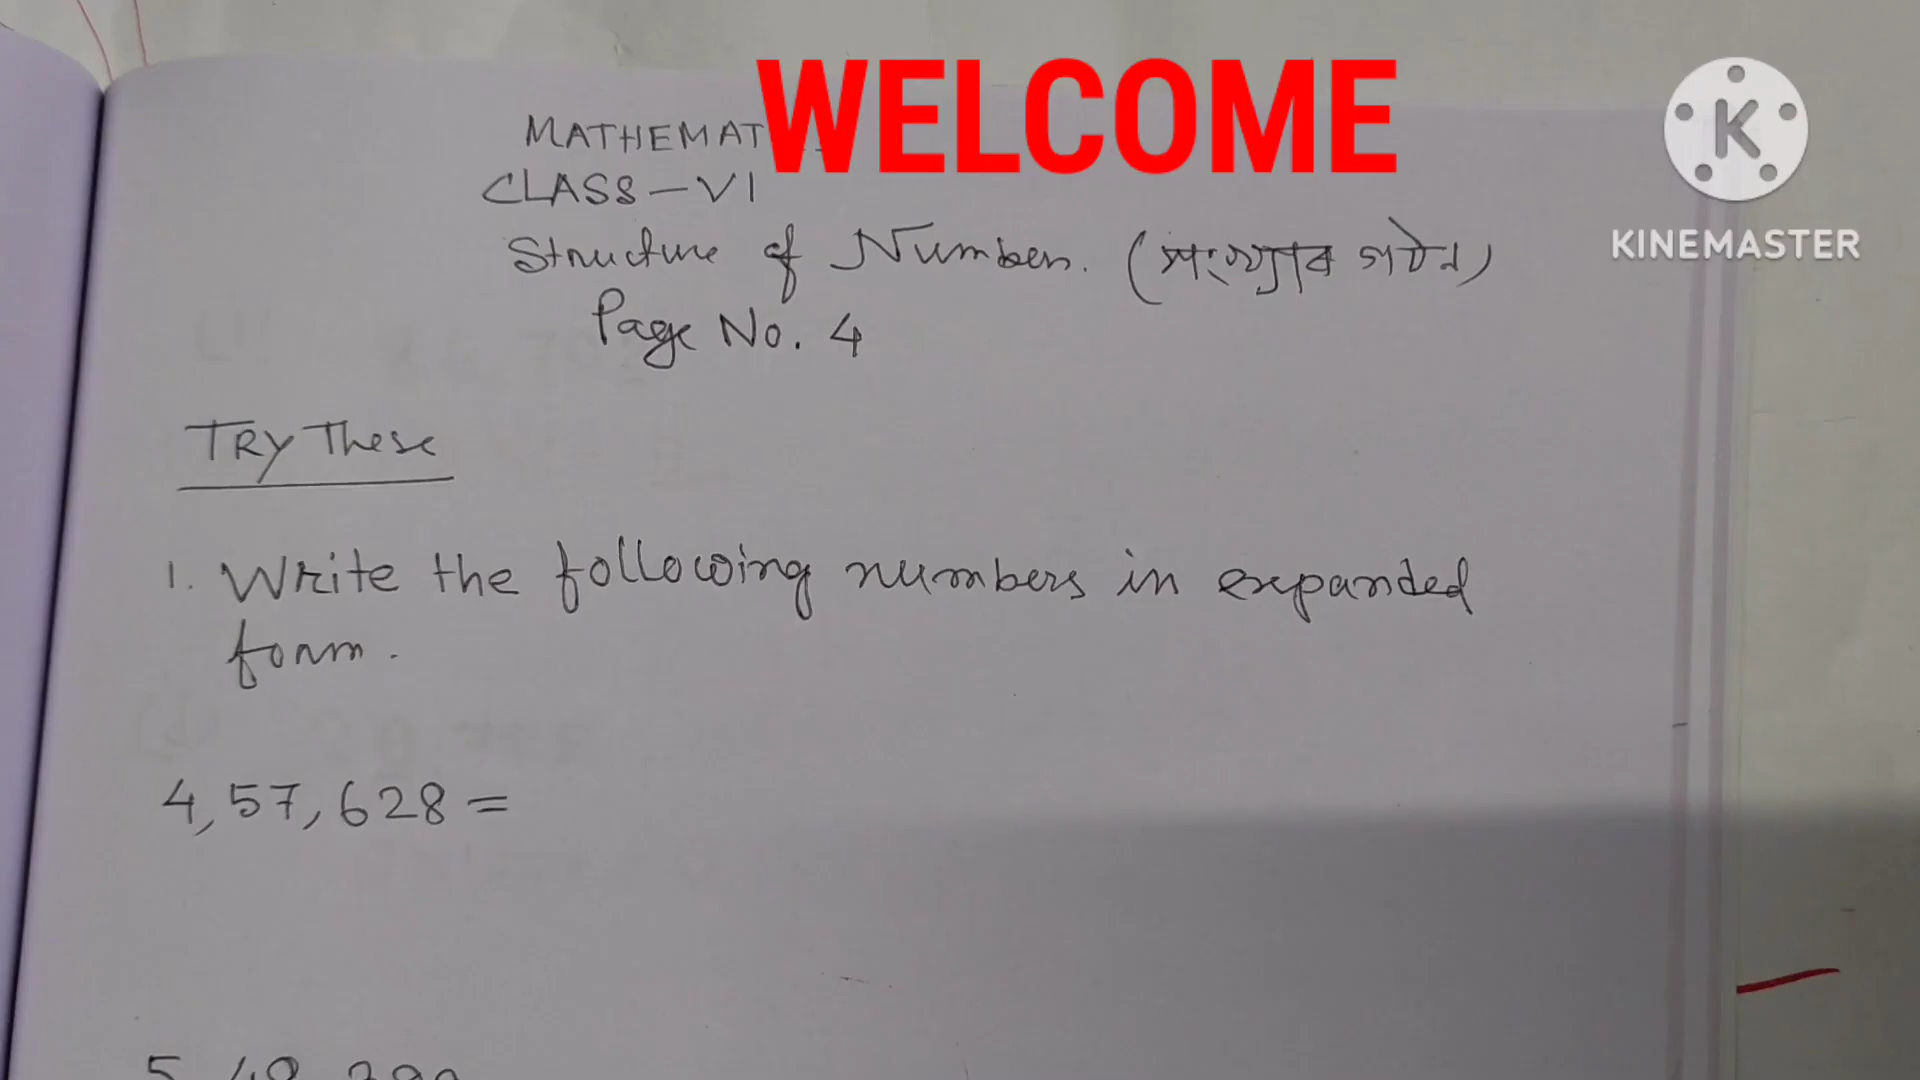 WELCOME
MATHEMAT
CLASS-VI
Structure of Number. (সংখ্যাৰ গঠন)
Page No. 4
KINEMASTER
TRY These
1. Write the following numbers in expanded
form.
4,57,628=